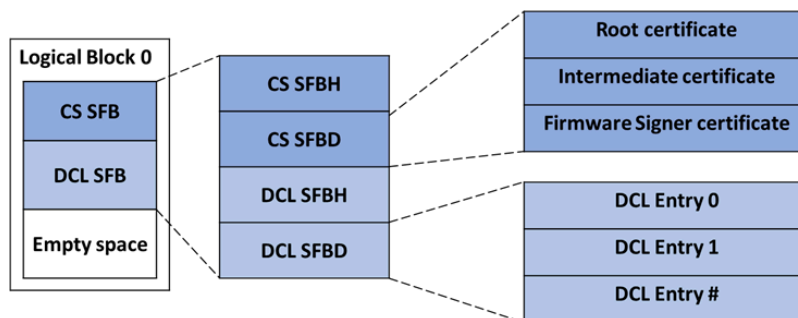 Logical Block 0
CS SFB
DCL SFB
Empty space
CS SFBH
CS SFBD
DCL SFBH
DCL SFBD
Root certificate
Intermediate certificate
Firmware Signer certificate
DCL Entry 0
DCL Entry 1
DCL Entry #